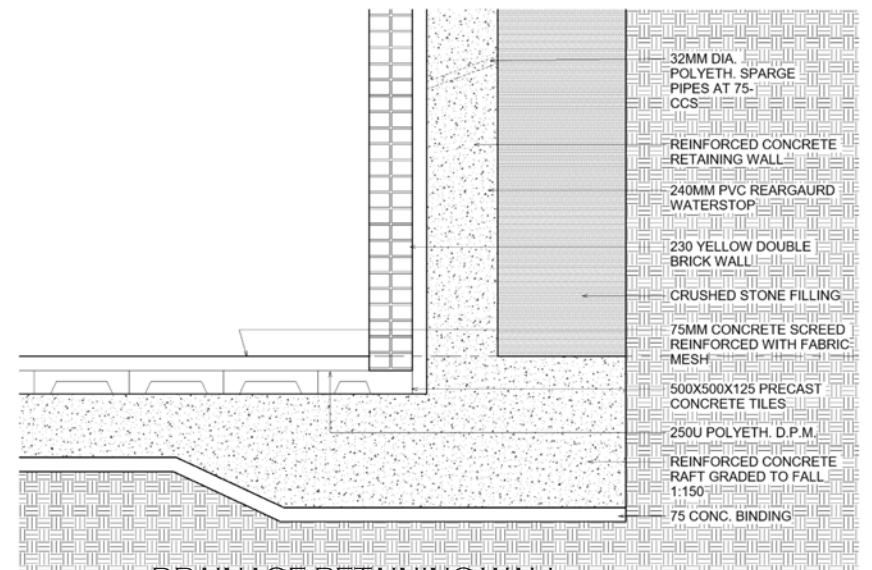 32MM DIA.
POLYETH. SPARGE
PIPES AT 75-
CCS
REINFORCED CONCRETE
RETAINING WALL
240MM PVC REARGAURD
WATERSTOP
230 YELLOW DOUBLE
BRICK WALL
CRUSHED STONE FILLING
75MM CONCRETE SCREED
REINFORCED WITH FABRIC
MESH
500X500X125 PRECAST
CONCRETE TILES
250U POLYETH. D.P.M.
REINFORCED CONCRETE
RAFT GRADED TO FALL
1:150
75 CONC. BINDING